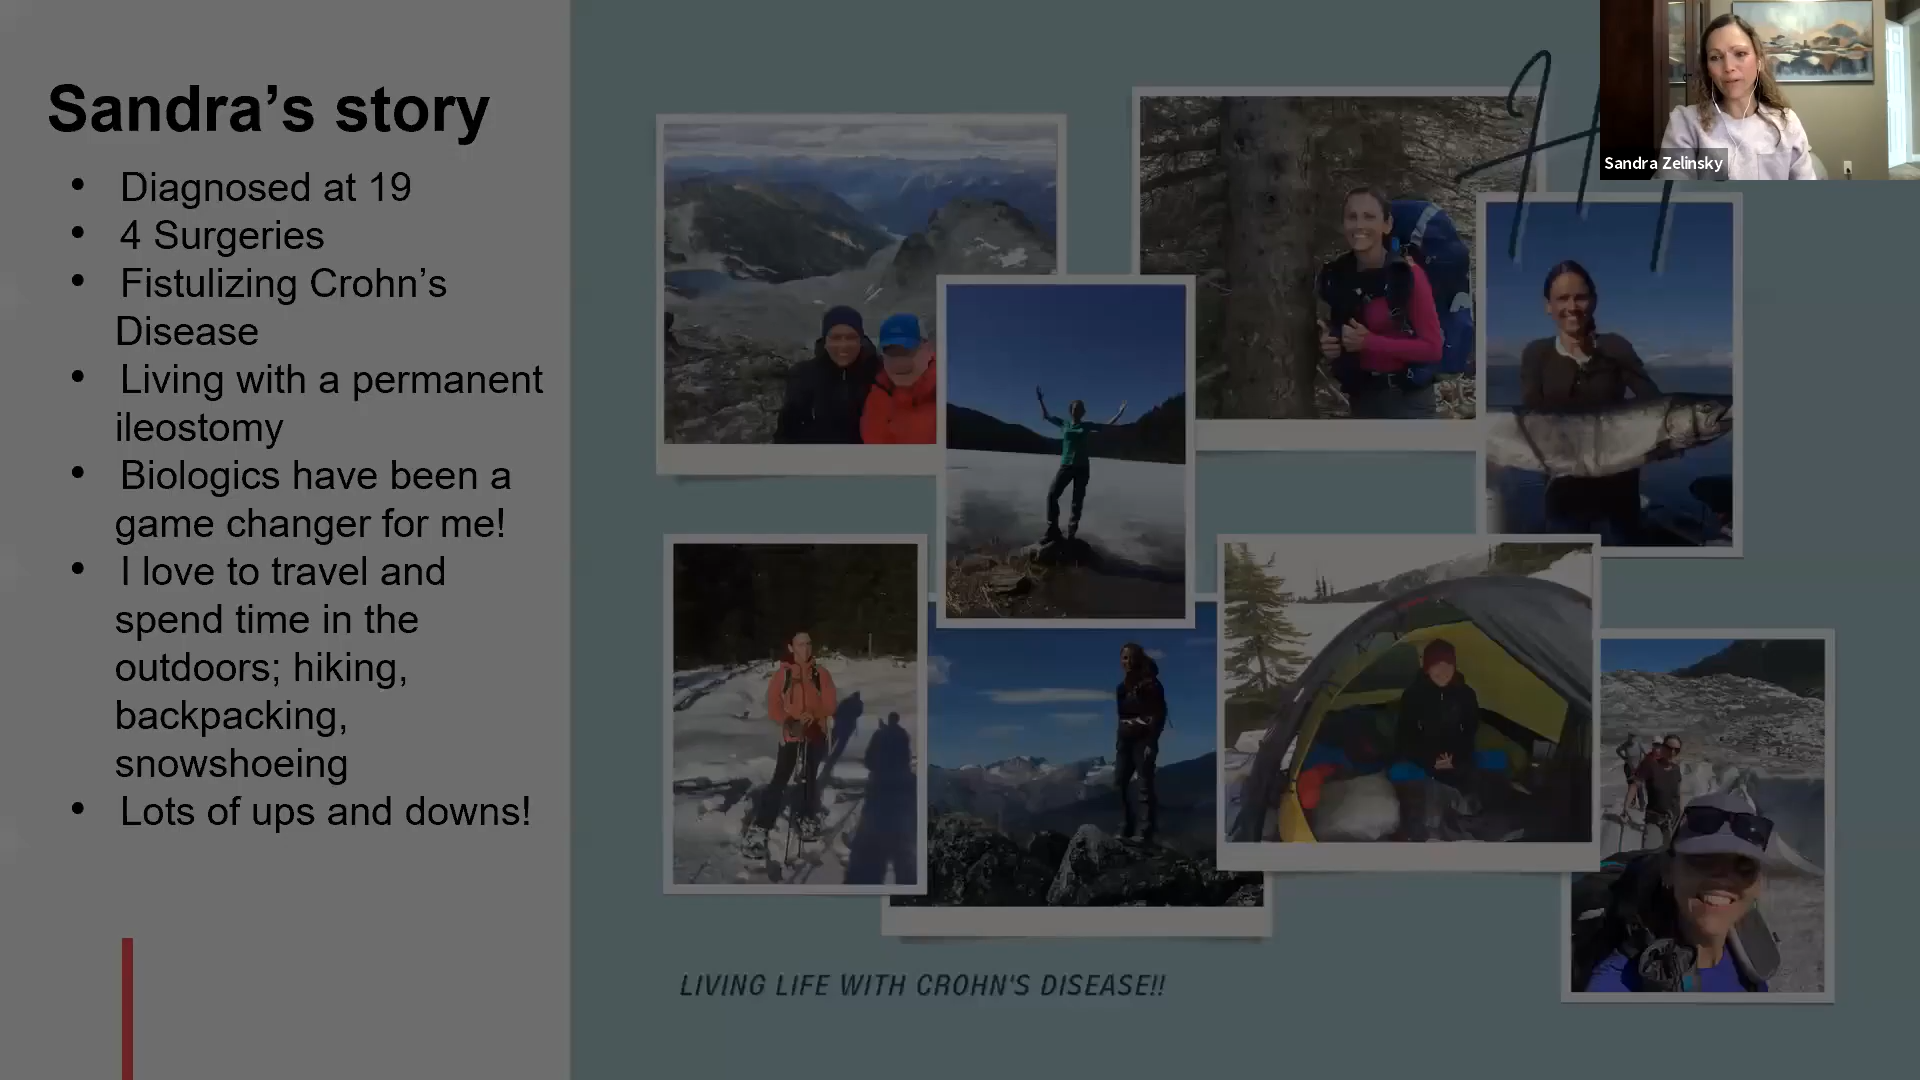 Sandra’s story
• Diagnosed at 19
• 4 Surgeries
• Fistulizing Crohn’s
Disease
• Living with a permanent
ileostomy
• Biologics have been a
game changer for me!
• I love to travel and
spend time in the
outdoors; hiking,
backpacking,
snowshoeing
• Lots of ups and downs!
LIVING LIFE WITH CROHN'S DISEASE!!
Sandra Zelinsky